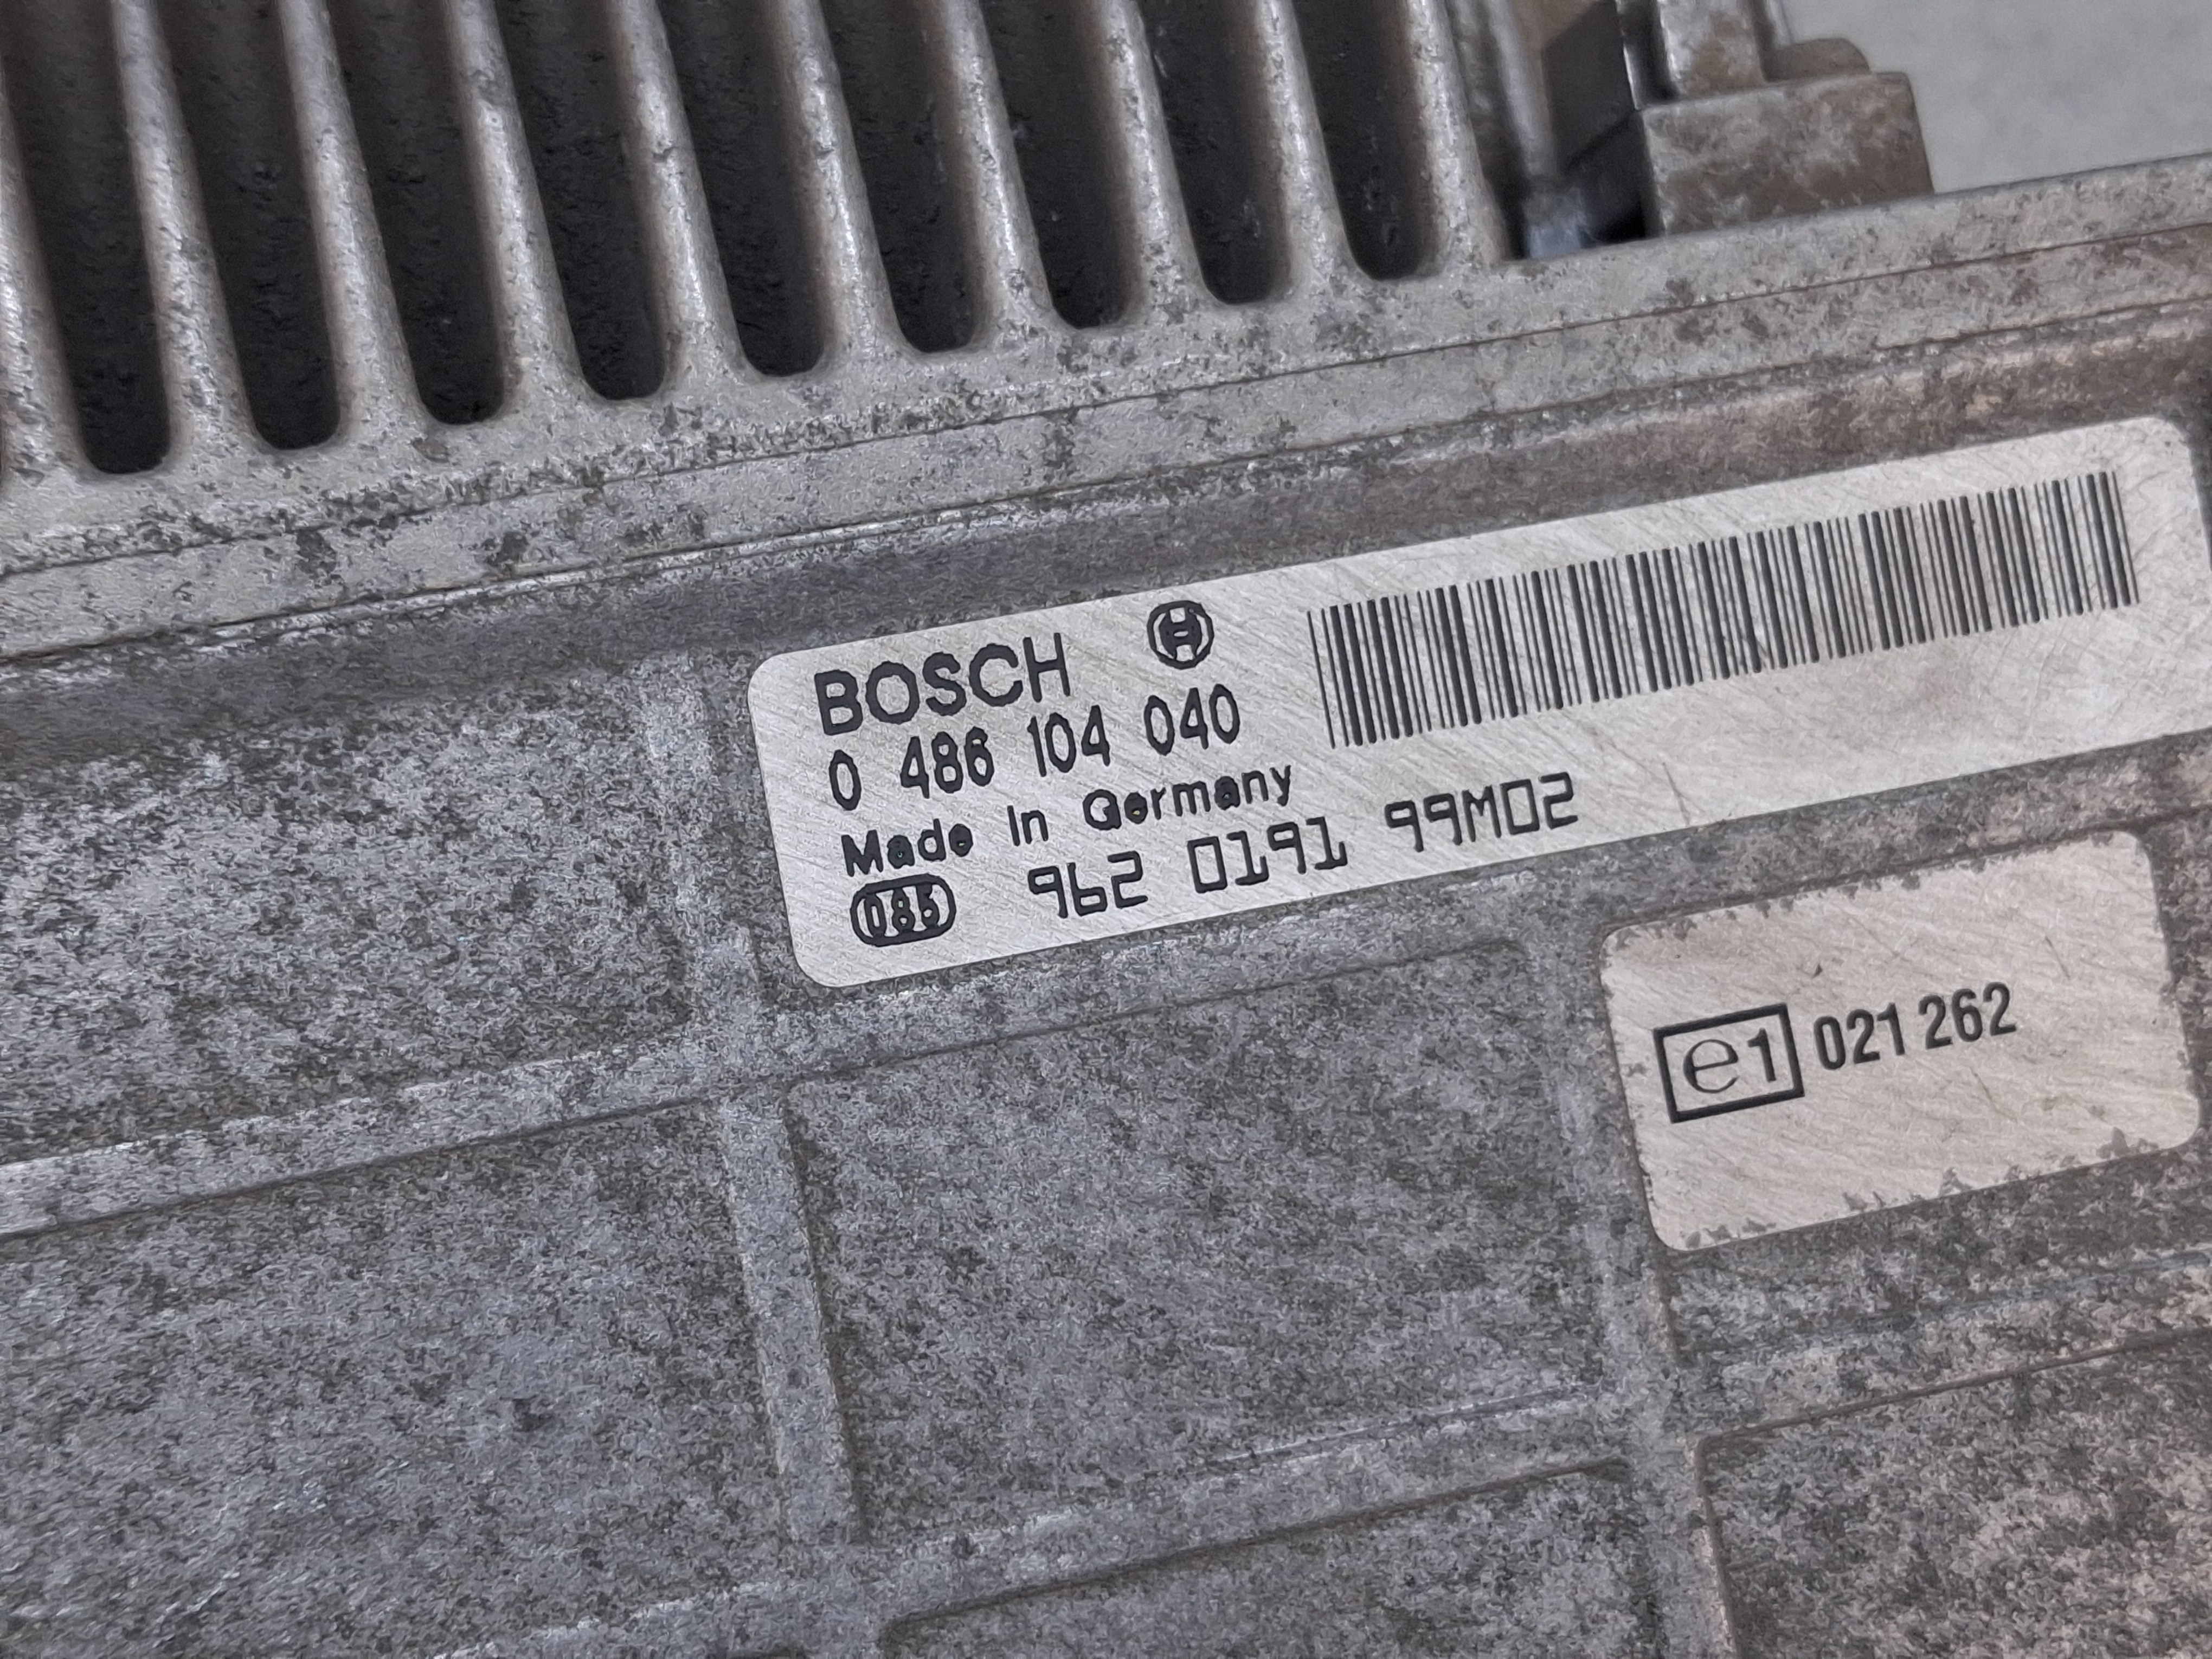 BOSCH
0 486 104 040
Made in Germany
085 962 0191 99M02
e1 021 262